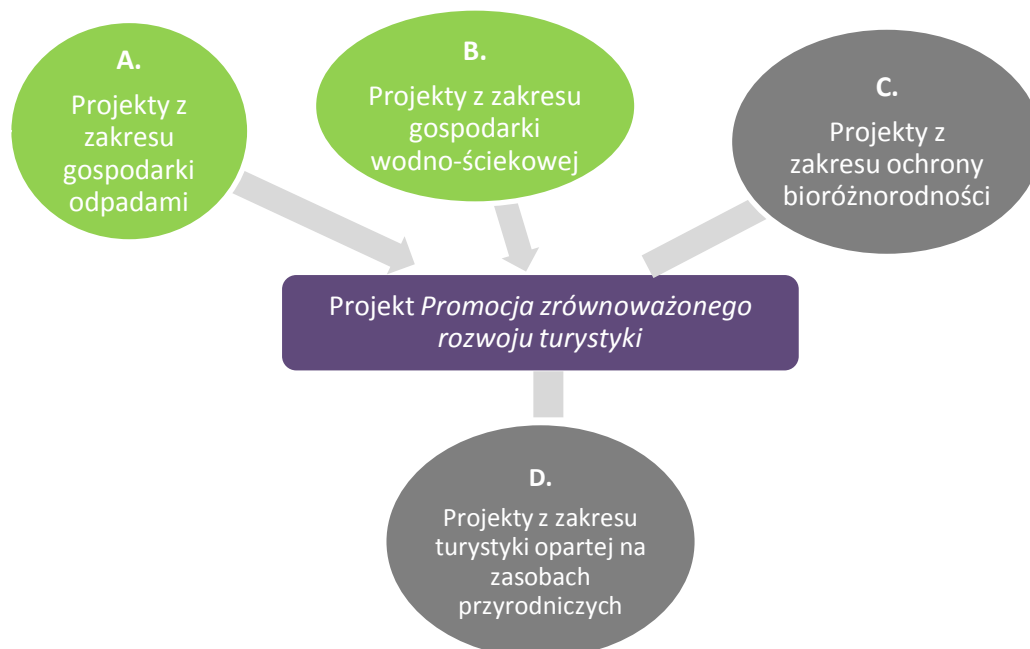 A.
Projekty z
zakresu
gospodarki
odpadami
B.
Projekty z zakresu
gospodarki
wodno-ściekowej
C.
Projekty z
zakresu ochrony
bioróżnorodności
Projekt Promocja zrównoważonego
rozwoju turystyki
D.
Projekty z zakresu
turystyki opartej na
zasobach
przyrodniczych